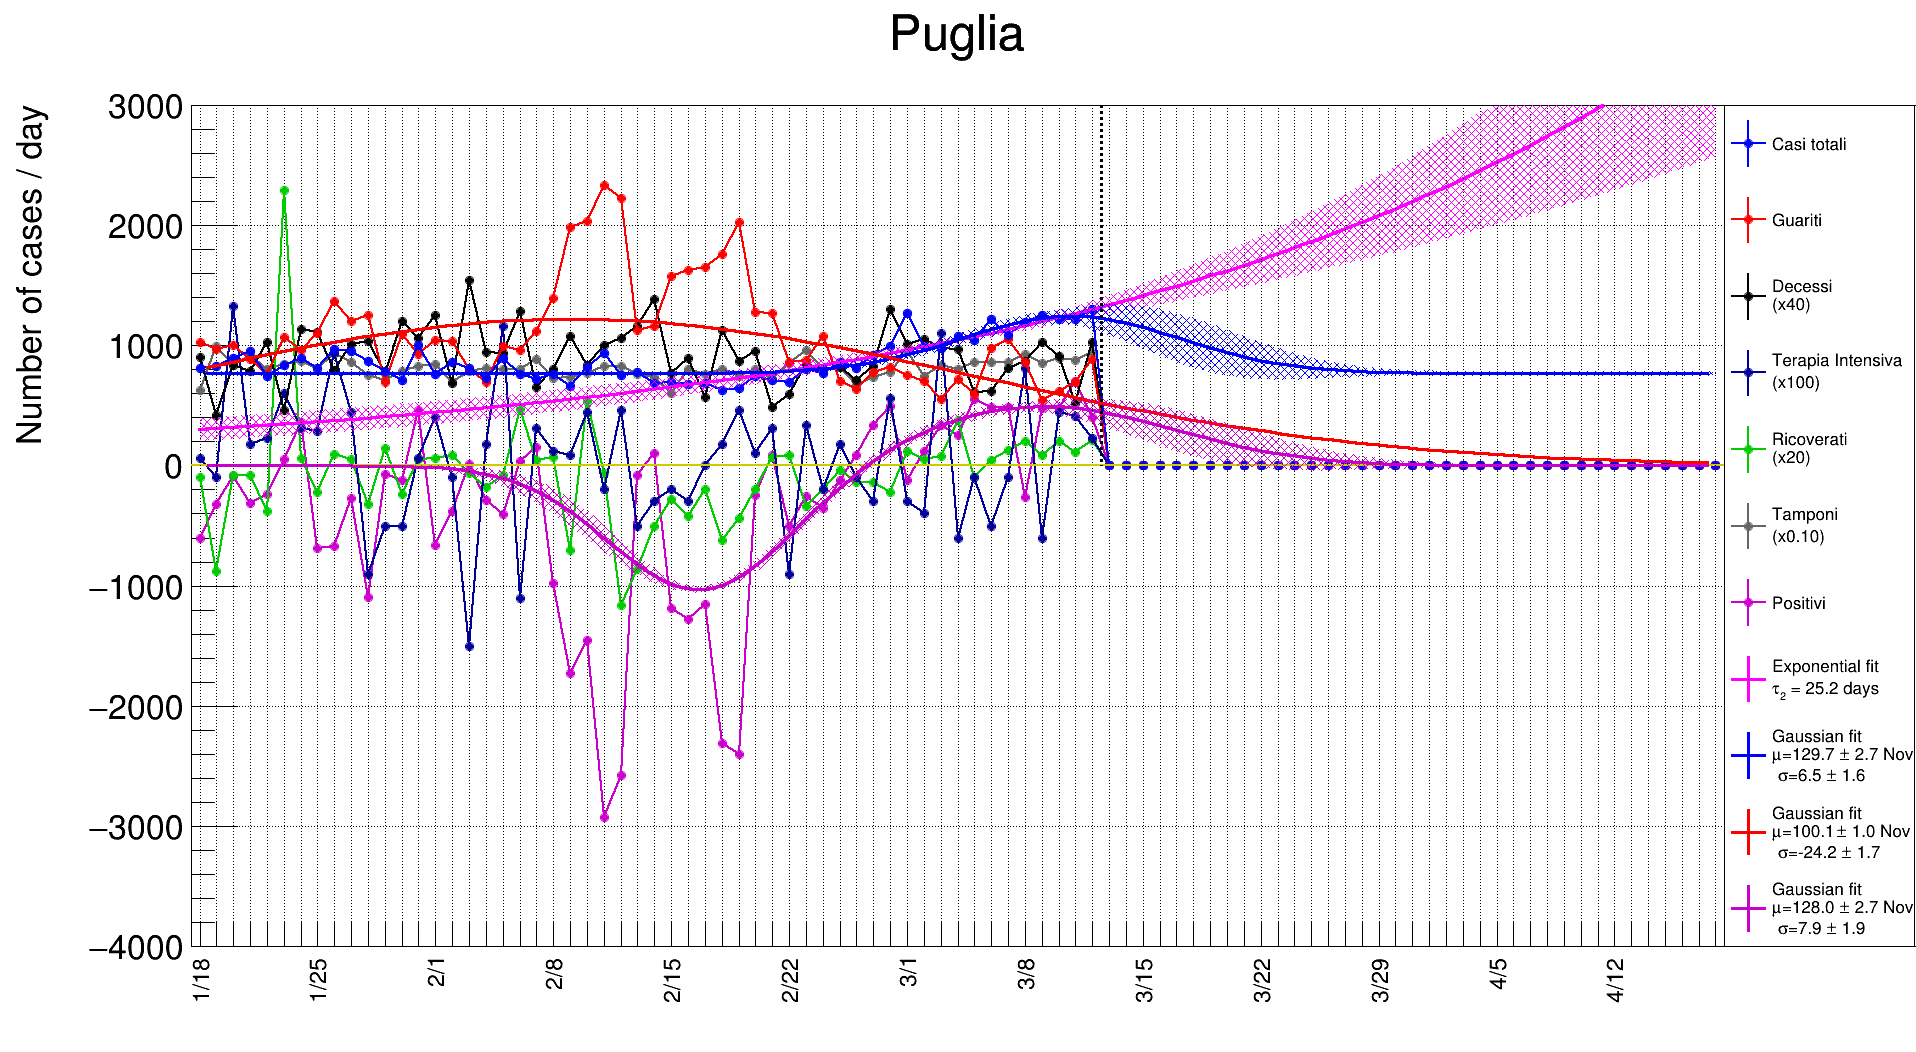 Puglia
Number of cases / day
3000
2000
1000
0
−1000
−2000
−3000
−4000
1/18
1/25
2/1
2/8
2/15
2/22
3/1
3/8
3/15
3/22
3/29
4/5
4/12
Casi totali
Guariti
Decessi
(x40)
Terapia Intensiva
(x100)
Ricoverati
(x20)
Tamponi
(x0.10)
Positivi
Exponential fit
τ2 = 25.2 days
Gaussian fit
μ=129.7 ± 2.7 Nov
σ=6.5 ± 1.6
Gaussian fit
μ=100.1 ± 1.0 Nov
σ=-24.2 ± 1.7
Gaussian fit
μ=128.0 ± 2.7 Nov
σ=7.9 ± 1.9